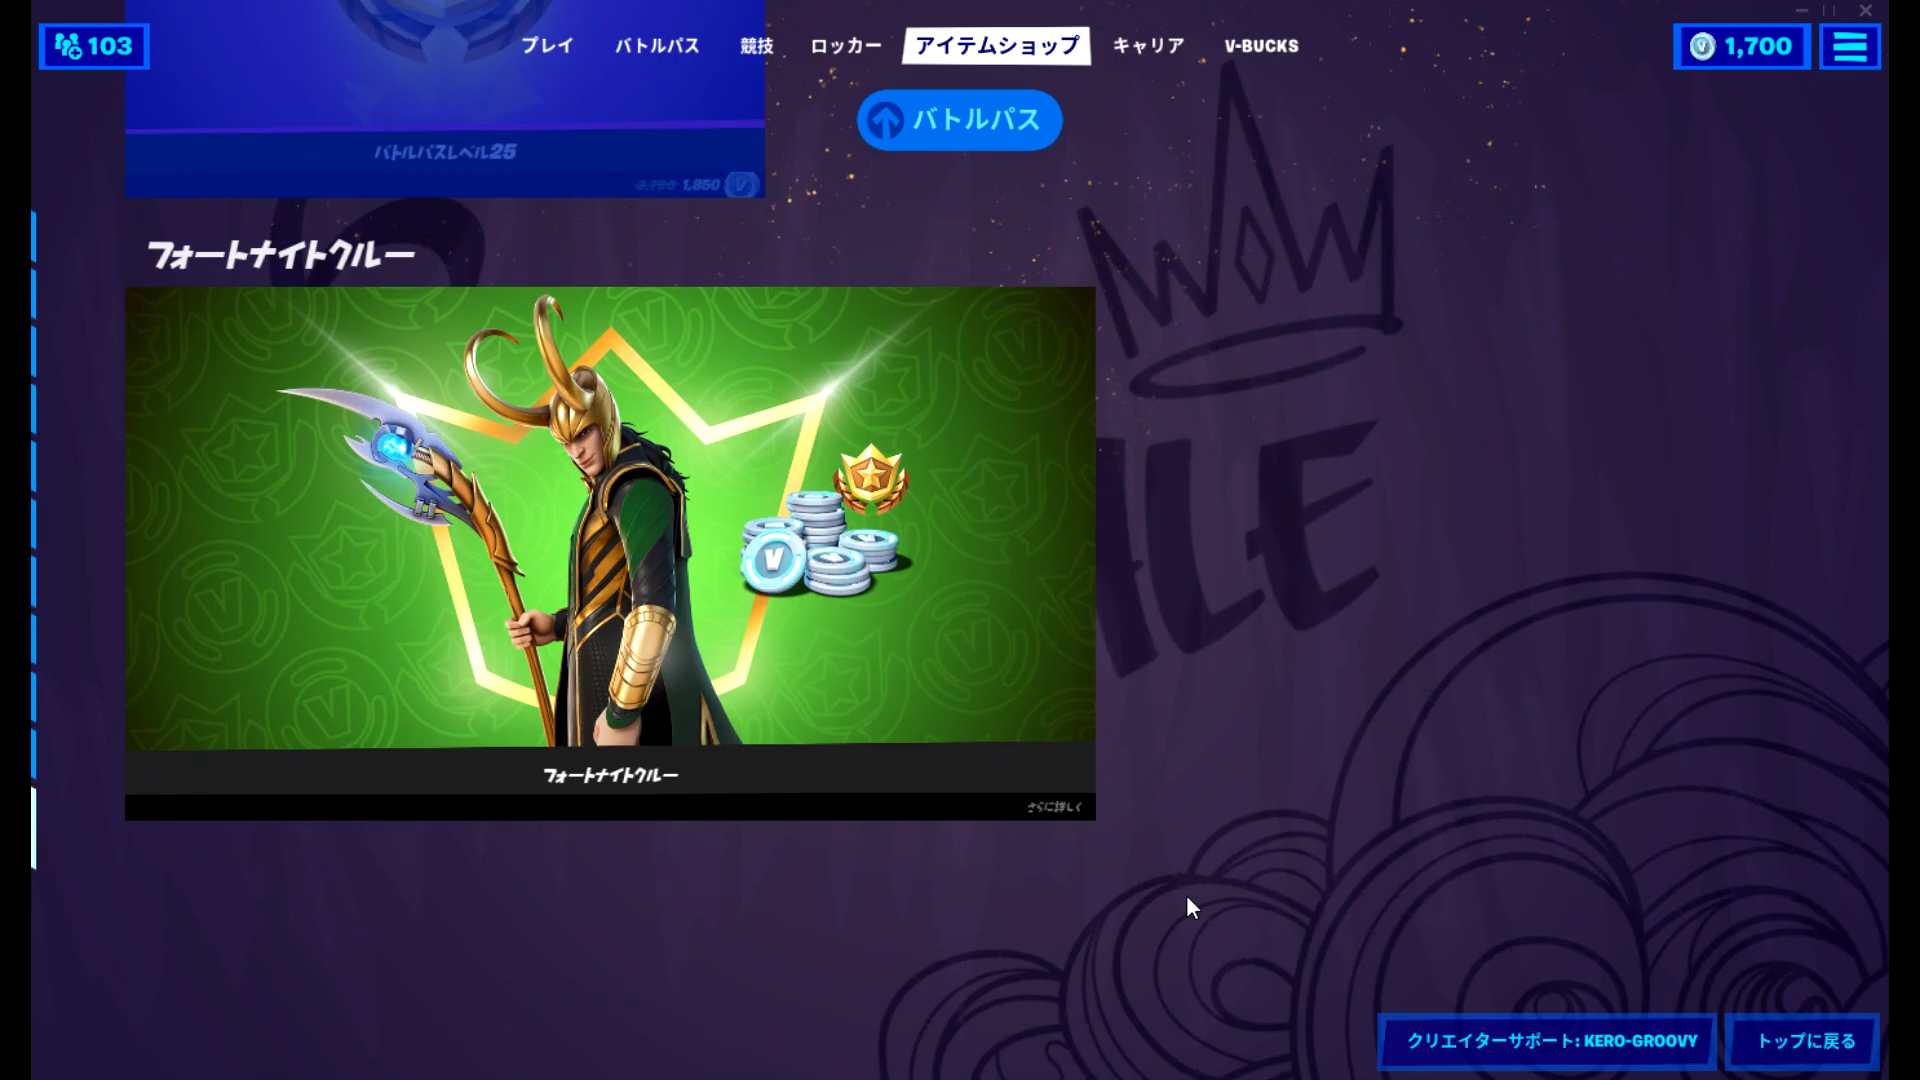 103
プレイ
バトルパス
競技
ロッカー
アイテムショップ
キャリア
V-BUCKS
1,700
バトルパス
バトルパスレベル25
3,750 1,850
フォートナイトクルー
フォートナイトクルー
さらに詳しく
クリエイターサポート: KERO-GROOVY
トップに戻る